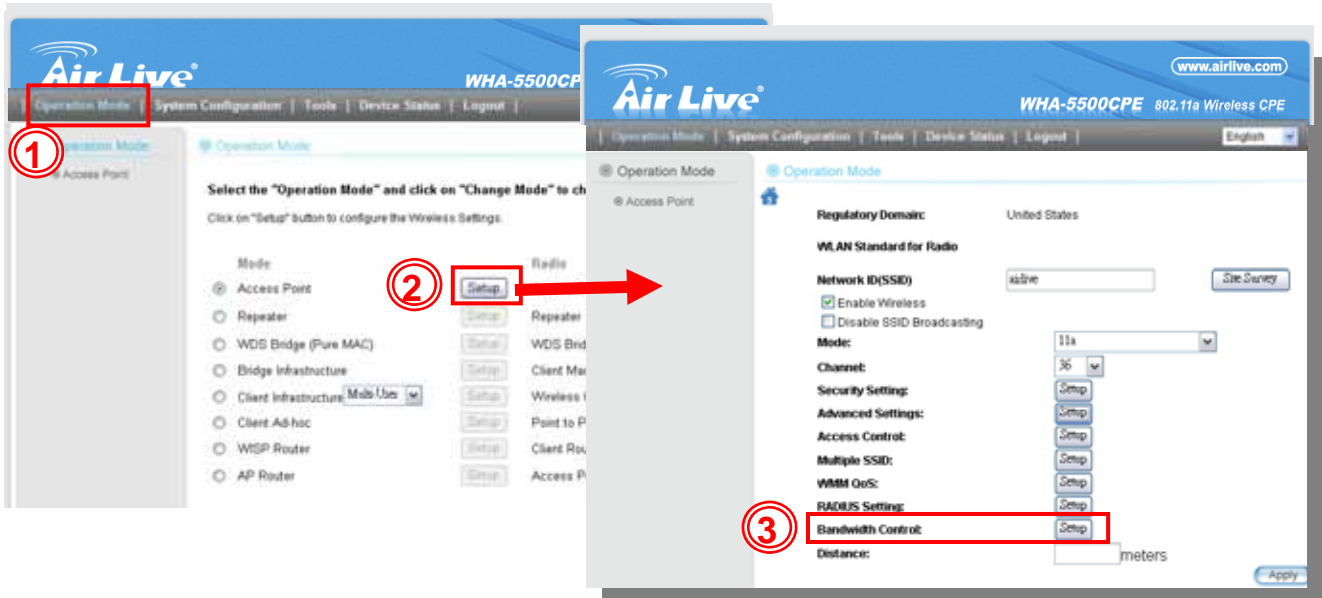 Air Live®
WHA-5500CP
| Operation Mode | System Configuration | Tools | Device Status | Logout |
1
Operation Mode
Access Point
Operation Mode
Select the "Operation Mode" and click on "Change Mode" to ch
Click on "Setup" button to configure the Wireless Settings.
Mode Radio
Access Point 2 Setup
Repeater Setup Repeater
WDS Bridge (Pure MAC) Setup WDS Brid
Bridge Infrastructure Setup Client Mac
Client Infrastructure Multi-User Setup Wireless
Client Ad-hoc Setup Point to P
WISP Router Setup Client Rou
AP Router Setup Access P
www.airlive.com
Air Live®
WHA-5500CPE 802.11a Wireless CPE
| Operation Mode | System Configuration | Tools | Device Status | Logout | English
Operation Mode
Access Point
Operation Mode
Regulatory Domain: United States
WLAN Standard for Radio
Network ID(SSID) airlive Site Survey
Enable Wireless
Disable SSID Broadcasting
Mode: 11a
Channel: 36
Security Setting: Setup
Advanced Settings: Setup
Access Control: Setup
Multiple SSID: Setup
WMM QoS: Setup
RADIUS Setting: Setup
3 Bandwidth Control: Setup
Distance: meters
Apply